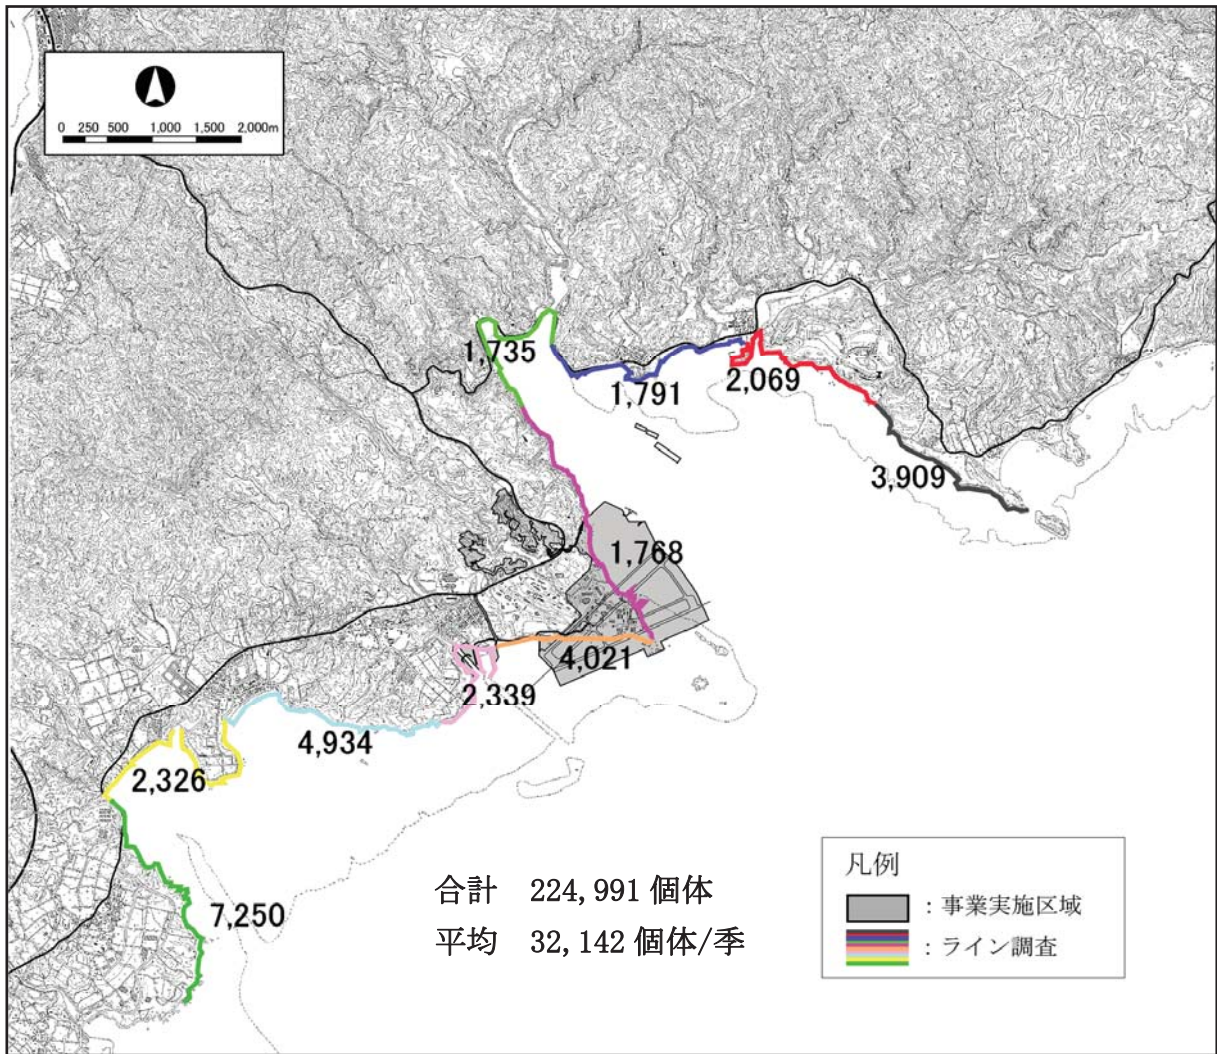 0 250 500 1,000 1,500 2,000m
1,735
1,791
2,069
3,909
1,768
4,021
2,339
4,934
2,326
7,250
合計 224,991 個体
平均 32,142 個体/季
凡例
：事業実施区域
：ライン調査